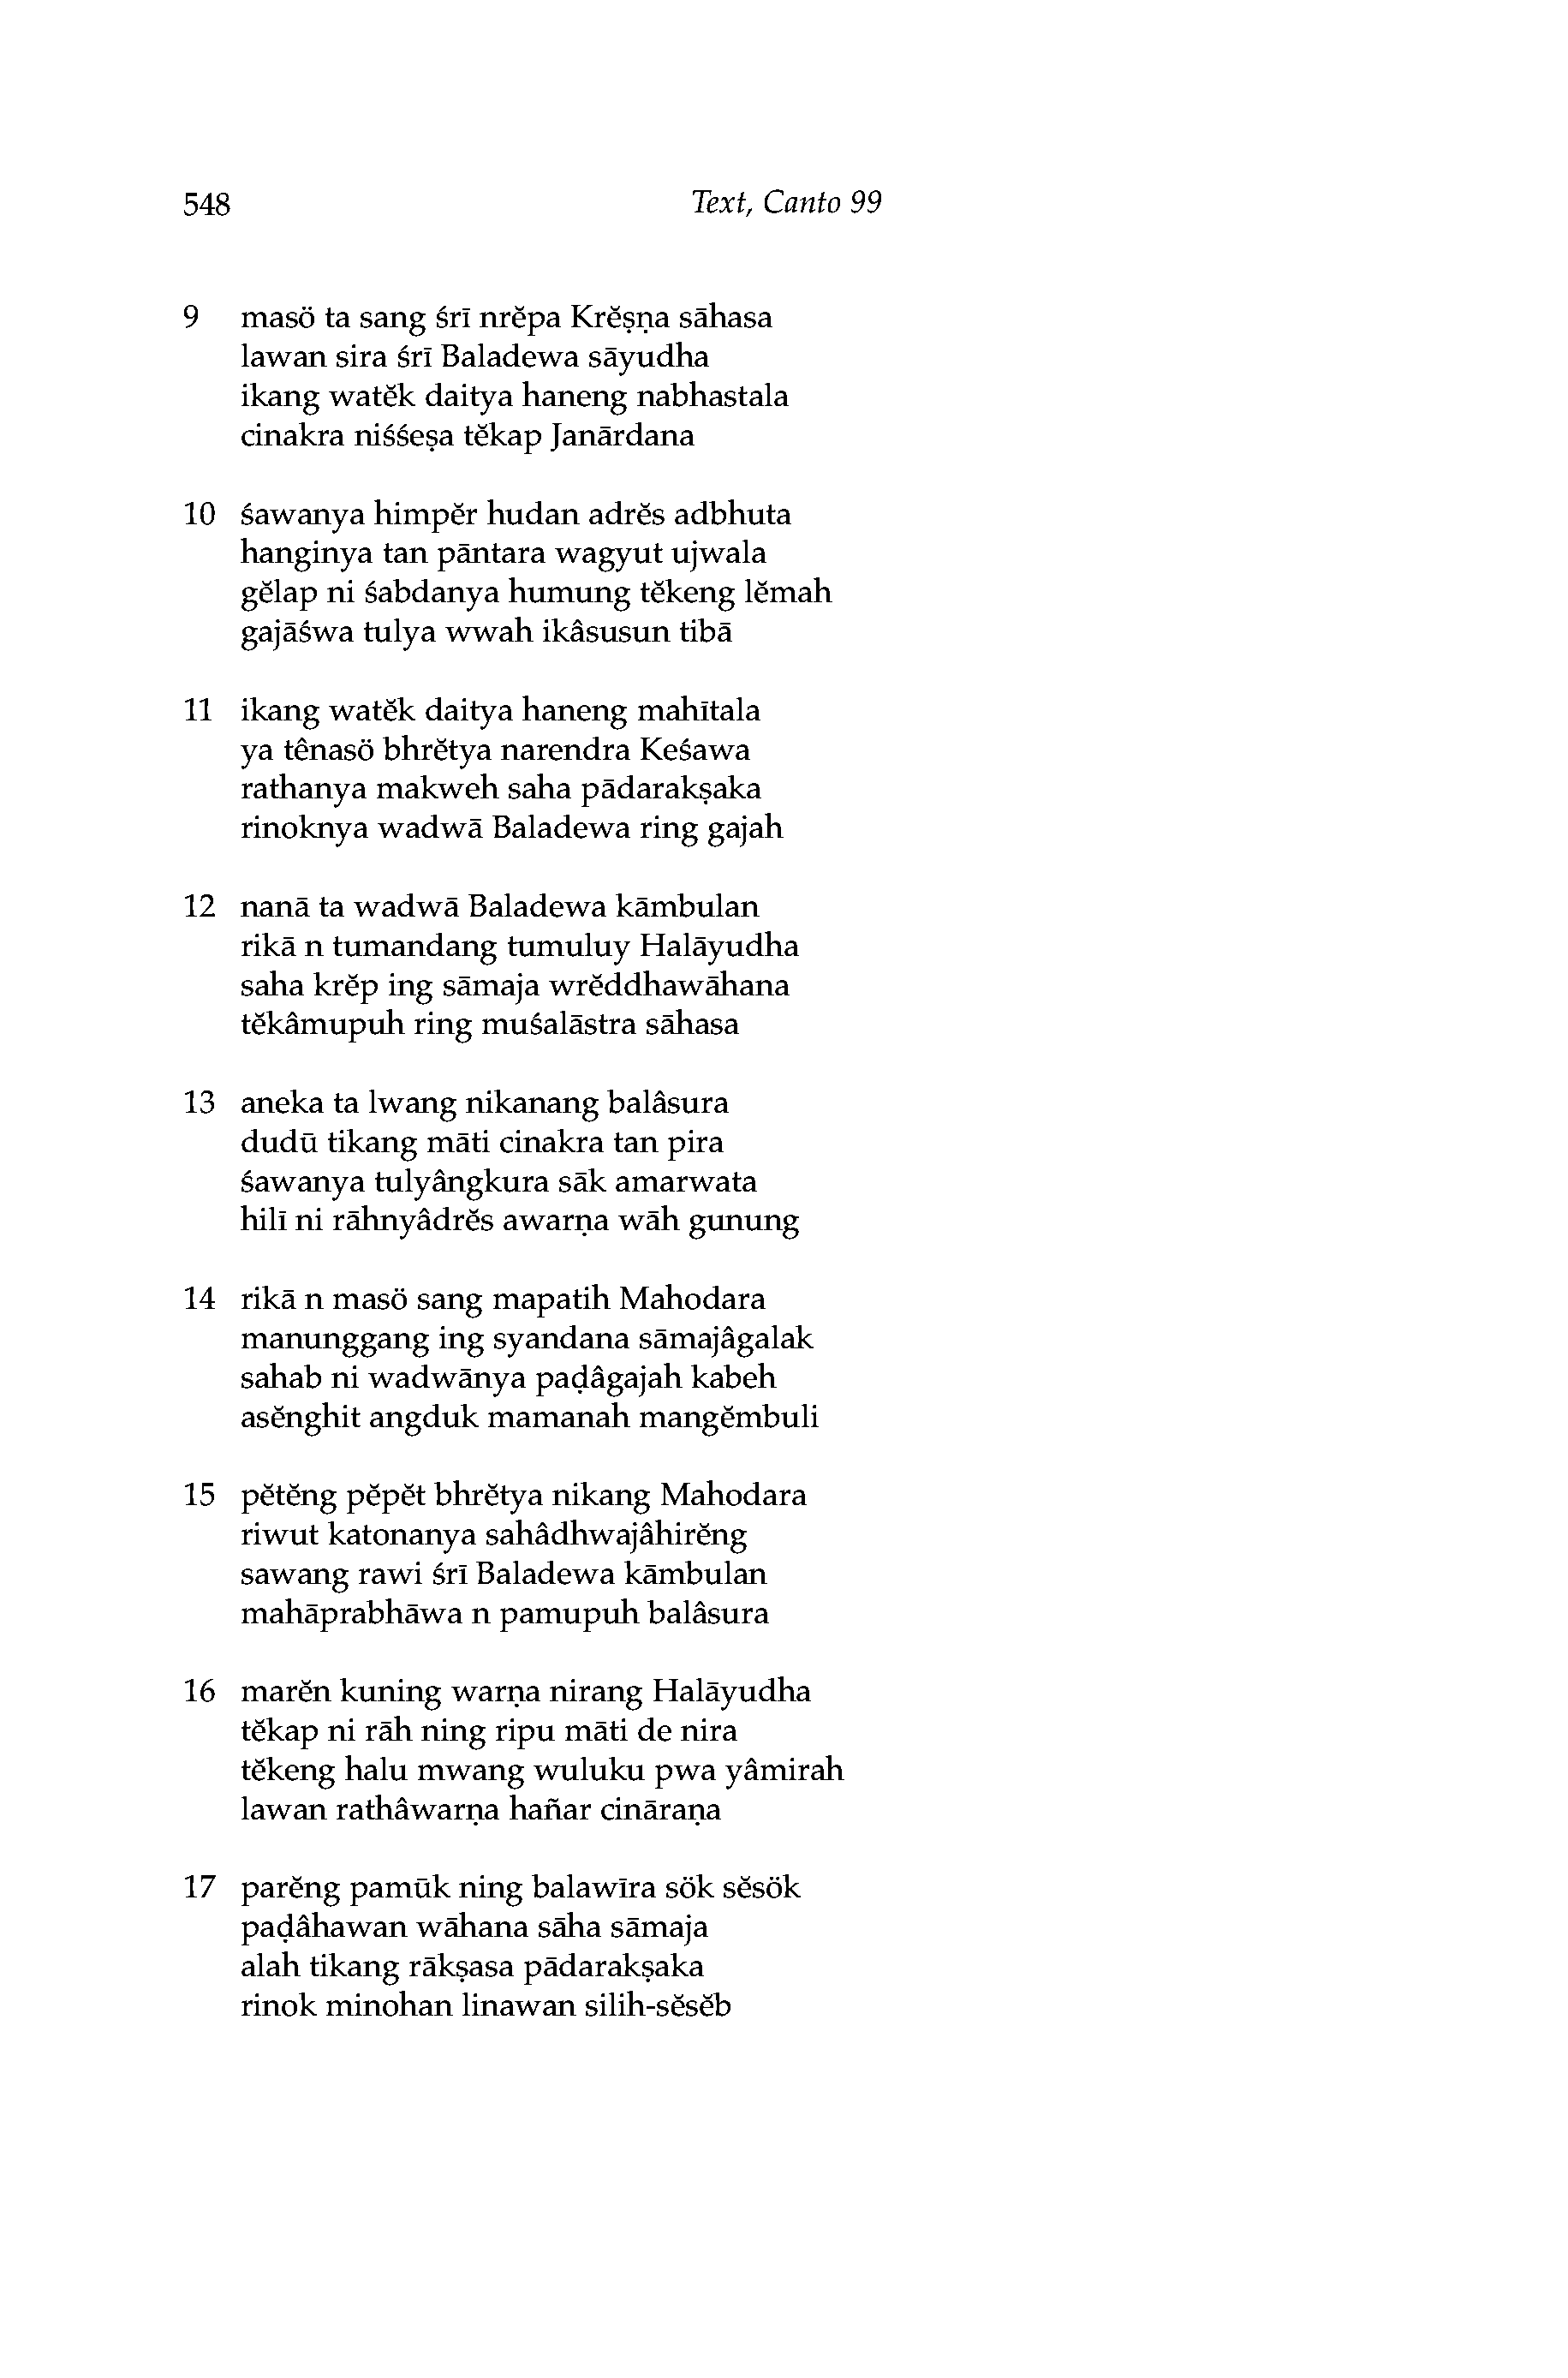 548 Text, Canto 99
9 masö ta sang śrī nrĕpa Krĕṣṇa sāhasa
lawan sira śrī Baladewa sāyudha
ikang watĕk daitya haneng nabhastala
cinakra niśśeṣa tĕkap Janārdana
10 śawanya himpĕr hudan adrĕs adbhuta
hanginya tan pāntara wagyut ujwala
gĕlap ni śabdanya humung tĕkeng lĕmah
gajāśwa tulya wwah ikâsusun tibā
11 ikang watĕk daitya haneng mahītala
ya tênasö bhrĕtya narendra Keśawa
rathanya makweh saha pādarakṣaka
rinoknya wadwā Baladewa ring gajah
12 nanā ta wadwā Baladewa kāmbulan
rikā n tumandang tumuluy Halāyudha
saha krĕp ing sāmaja wrĕddhawāhana
tĕkâmupuh ring muśalāstra sāhasa
13 aneka ta lwang nikanang balâsura
dudū tikang māti cinakra tan pira
śawanya tulyângkura sāk amarwata
hilī ni rāhnyâdrĕs awarṇa wāh gunung
14 rikā n masö sang mapatih Mahodara
manunggang ing syandana sāmajâgalak
sahab ni wadwānya paḍâgajah kabeh
asĕnghit angduk mamanah mangĕmbuli
15 pĕtĕng pĕpĕt bhrĕtya nikang Mahodara
riwut katonanya sahâdhwajâhirĕng
sawang rawi śrī Baladewa kāmbulan
mahāprabhāwa n pamupuh balâsura
16 marĕn kuning warṇa nirang Halāyudha
tĕkap ni rāh ning ripu māti de nira
tĕkeng halu mwang wuluku pwa yâmirah
lawan rathâwarṇa hañar cināraṇa
17 parĕng pamūk ning balawīra sök sĕsök
paḍâhawan wāhana sāha sāmaja
alah tikang rākṣasa pādarakṣaka
rinok minohan linawan silih-sĕsĕb